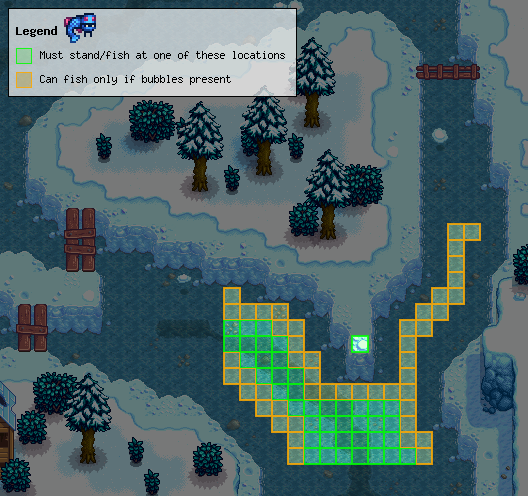 Legend
Must stand/fish at one of these locations
Can fish only if bubbles present